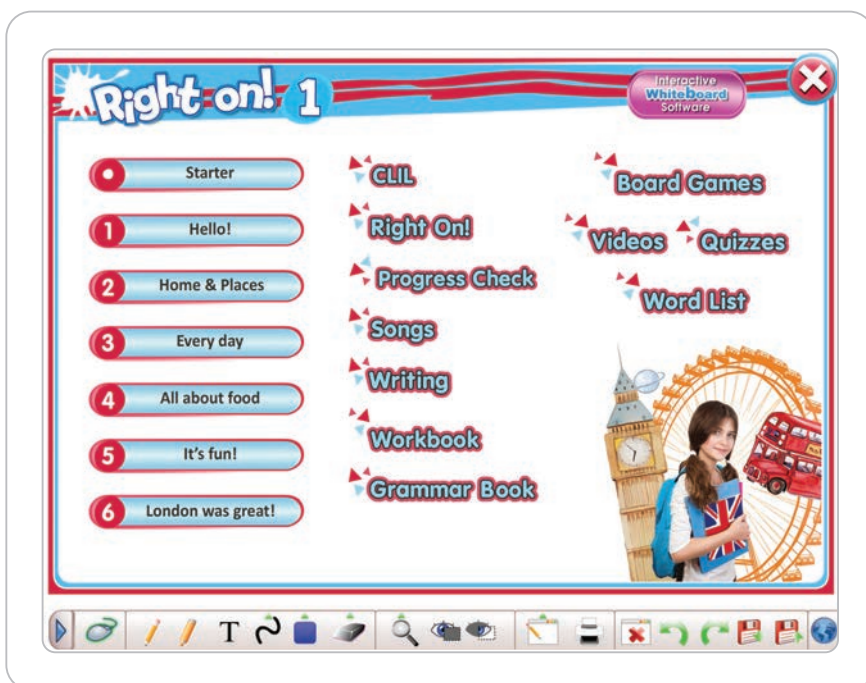 Right on! 1
Interactive
Whiteboard
Software
Starter
1 Hello!
2 Home & Places
3 Every day
4 All about food
5 It's fun!
6 London was great!
CLIL
Right On!
Progress Check
Songs
Writing
Workbook
Grammar Book
Board Games
Videos
Quizzes
Word List
T